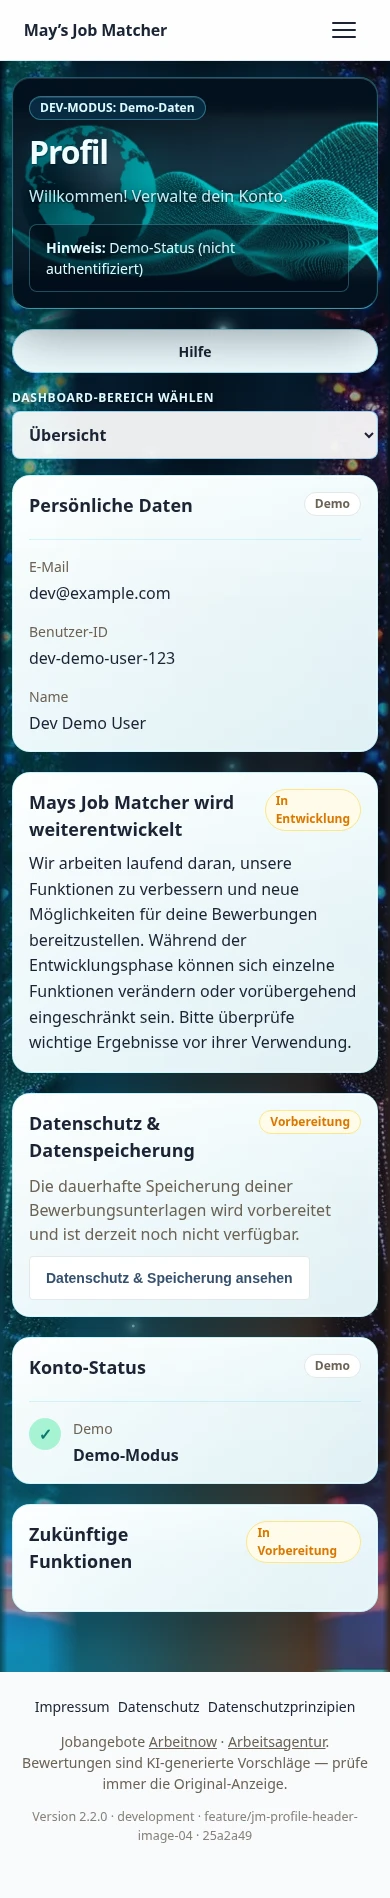 May’s Job Matcher
DEV-MODUS: Demo-Daten
Profil
Willkommen! Verwalte dein Konto.
Hinweis: Demo-Status (nicht
authentifiziert)
Hilfe
DASHBOARD-BEREICH WÄHLEN
Übersicht
Persönliche Daten
Demo
E-Mail
dev@example.com
Benutzer-ID
dev-demo-user-123
Name
Dev Demo User
Mays Job Matcher wird
weiterentwickelt
In
Entwicklung
Wir arbeiten laufend daran, unsere
Funktionen zu verbessern und neue
Möglichkeiten für deine Bewerbungen
bereitzustellen. Während der
Entwicklungsphase können sich einzelne
Funktionen verändern oder vorübergehend
eingeschränkt sein. Bitte überprüfe
wichtige Ergebnisse vor ihrer Verwendung.
Datenschutz &
Datenspeicherung
Vorbereitung
Die dauerhafte Speicherung deiner
Bewerbungsunterlagen wird vorbereitet
und ist derzeit noch nicht verfügbar.
Datenschutz & Speicherung ansehen
Konto-Status
Demo
✓
Demo
Demo-Modus
Zukünftige
Funktionen
In
Vorbereitung
Impressum Datenschutz Datenschutzprinzipien
Jobangebote Arbeitnow · Arbeitsagentur.
Bewertungen sind KI-generierte Vorschläge — prüfe
immer die Original-Anzeige.
Version 2.2.0 · development · feature/jm-profile-header-
image-04 · 25a2a49